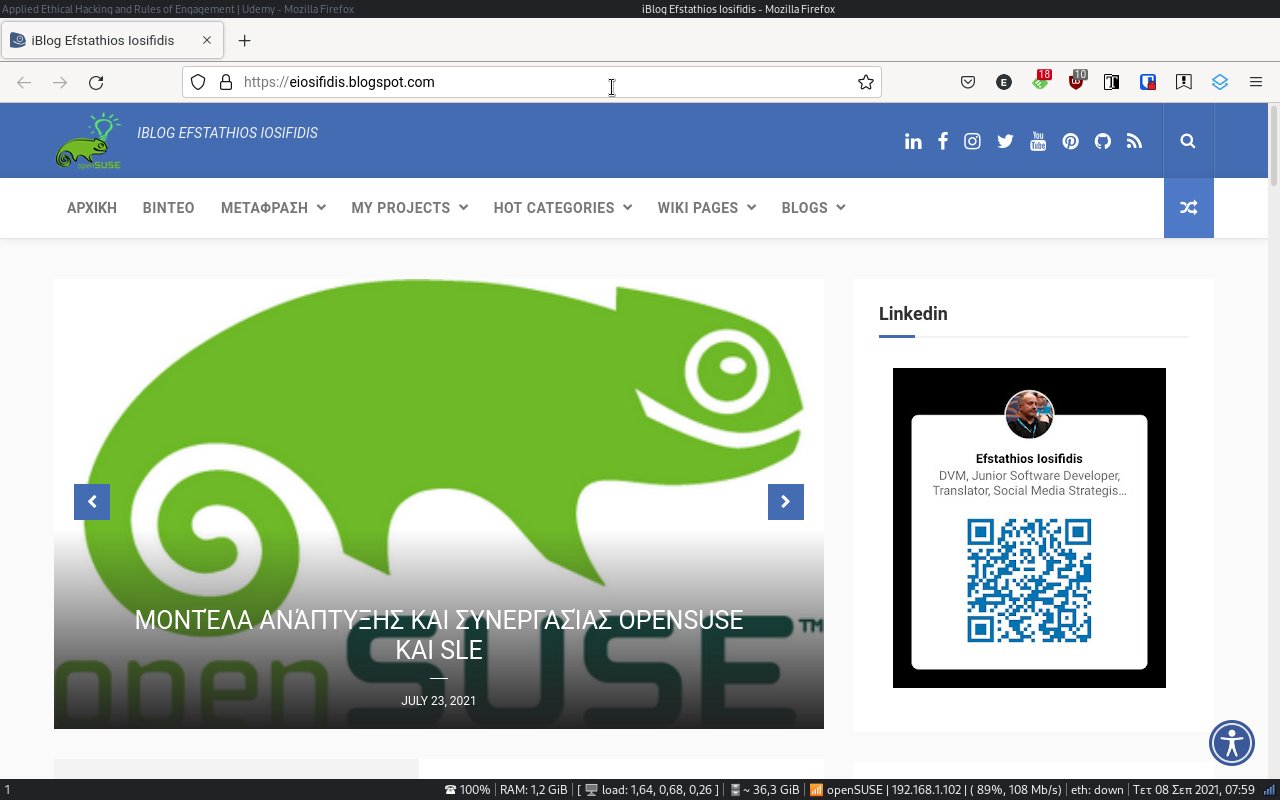 Applied Ethical Hacking and Rules of Engagement | Udemy - Mozilla Firefox
iBlog Efstathios Iosifidis - Mozilla Firefox
iBlog Efstathios Iosifidis
https://eiosifidis.blogspot.com
E
18
10
openSUSE
IBLOG EFSTATHIOS IOSIFIDIS
You
Tube
ΑΡΧΙΚΗ
ΒΙΝΤΕΟ
ΜΕΤΑΦΡΑΣΗ
MY PROJECTS
HOT CATEGORIES
WIKI PAGES
BLOGS
openSUSE™
ΜΟΝΤΈΛΑ ΑΝΆΠΤΥΞΗΣ ΚΑΙ ΣΥΝΕΡΓΑΣΊΑΣ OPENSUSE
ΚΑΙ SLE
JULY 23, 2021
Linkedin
Efstathios Iosifidis
DVM, Junior Software Developer,
Translator, Social Media Strategis...
1
100% | RAM: 1,2 GiB | [ load: 1,64, 0,68, 0,26 ] | ~ 36,3 GiB | openSUSE | 192.168.1.102 | ( 89%, 108 Mb/s) | eth: down | Τετ 08 Σεπ 2021, 07:59